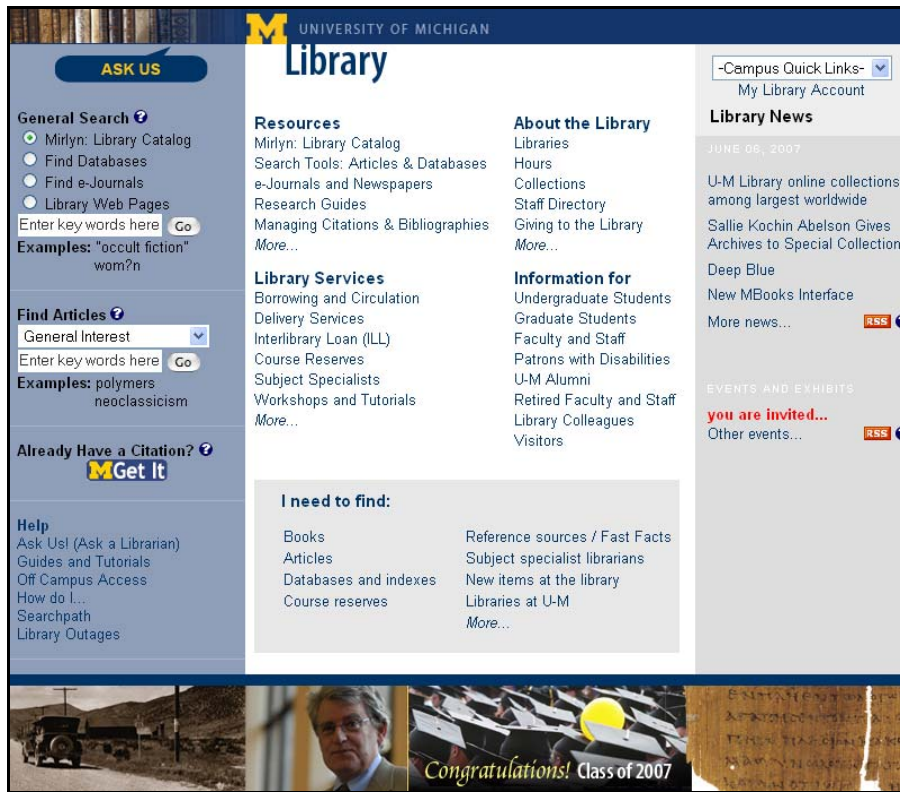 UNIVERSITY OF MICHIGAN
Library
ASK US
General Search ?
Mirlyn: Library Catalog
Find Databases
Find e-Journals
Library Web Pages
Enter key words here Go
Examples: "occult fiction"
wom?n
Find Articles ?
General Interest
Enter key words here Go
Examples: polymers
neoclassicism
Already Have a Citation? ?
MGet It
Help
Ask Us! (Ask a Librarian)
Guides and Tutorials
Off Campus Access
How do I...
Searchpath
Library Outages
Resources
Mirlyn: Library Catalog
Search Tools: Articles & Databases
e-Journals and Newspapers
Research Guides
Managing Citations & Bibliographies
More...
Library Services
Borrowing and Circulation
Delivery Services
Interlibrary Loan (ILL)
Course Reserves
Subject Specialists
Workshops and Tutorials
More...
About the Library
Libraries
Hours
Collections
Staff Directory
Giving to the Library
More...
Information for
Undergraduate Students
Graduate Students
Faculty and Staff
Patrons with Disabilities
U-M Alumni
Retired Faculty and Staff
Library Colleagues
Visitors
I need to find:
Books
Articles
Databases and indexes
Course reserves
Reference sources / Fast Facts
Subject specialist librarians
New items at the library
Libraries at U-M
More...
-Campus Quick Links-
My Library Account
Library News
JUNE 06, 2007
U-M Library online collections
among largest worldwide
Sallie Kochin Abelson Gives
Archives to Special Collection
Deep Blue
New MBooks Interface
More news... RSS
EVENTS AND EXHIBITS
you are invited...
Other events... RSS
Congratulations! Class of 2007